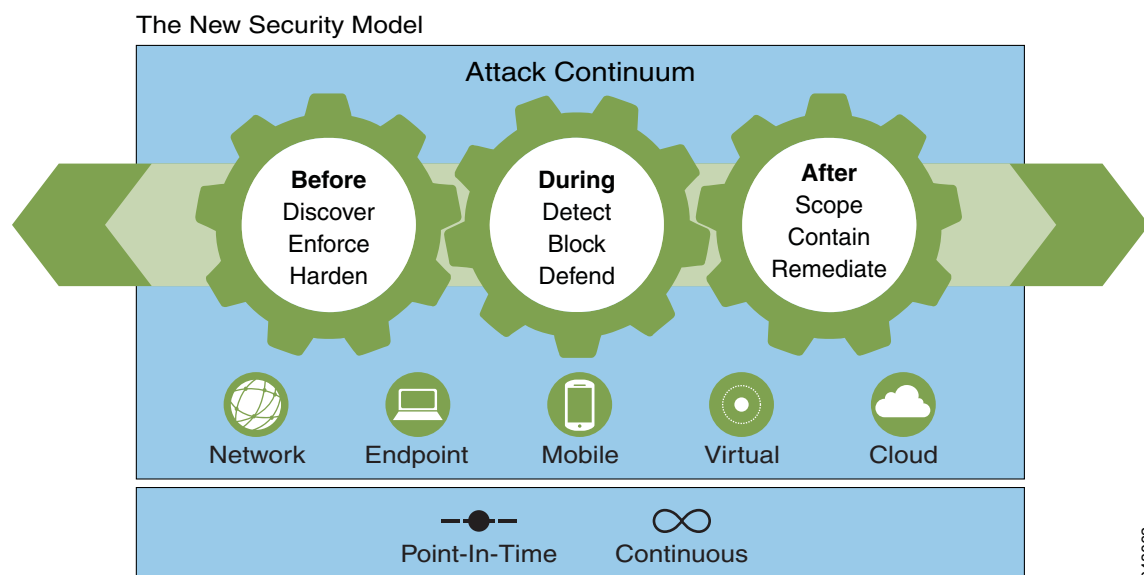 The New Security Model
Attack Continuum
Before
Discover
Enforce
Harden
During
Detect
Block
Defend
After
Scope
Contain
Remediate
Network
Endpoint
Mobile
Virtual
Cloud
Point-In-Time
Continuous